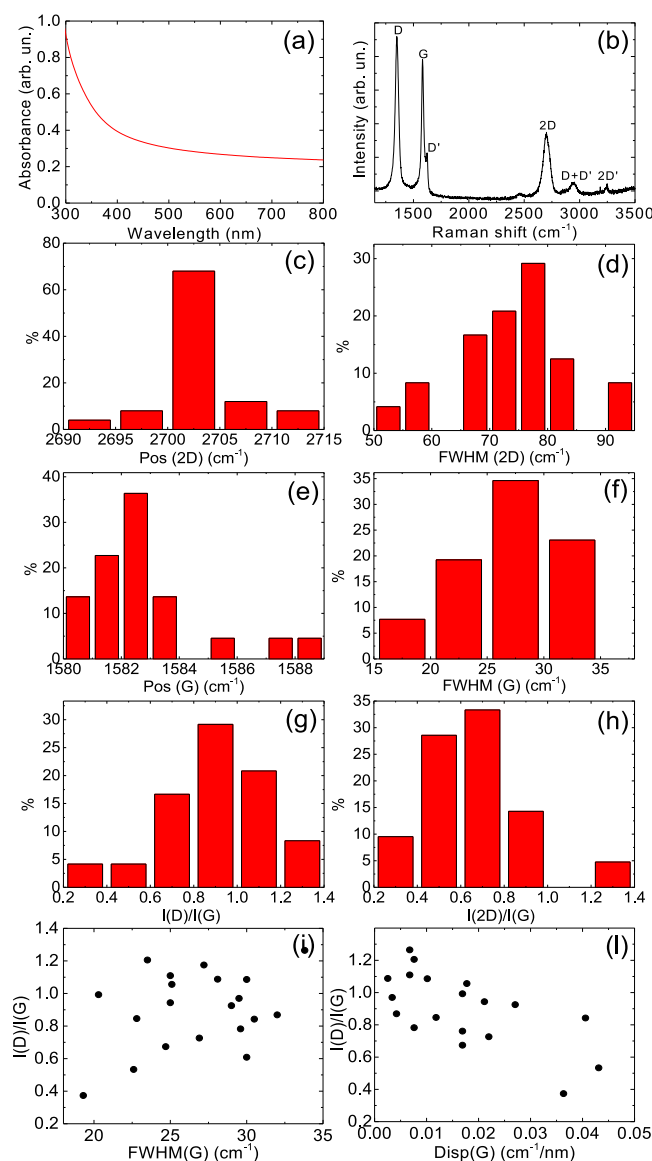 (a)
Absorbance (arb. un.)
1.0
0.8
0.6
0.4
0.2
0.0
300 400 500 600 700 800
Wavelength (nm)
(b)
Intensity (arb. un.)
D
G
D'
2D
D+D'
2D'
1500 2000 2500 3000 3500
Raman shift (cm⁻¹)
(c)
%
80
60
40
20
0
2690 2695 2700 2705 2710 2715
Pos (2D) (cm⁻¹)
(d)
%
30
20
10
0
50 60 70 80 90
FWHM (2D) (cm⁻¹)
(e)
%
40
30
20
10
0
1580 1582 1584 1586 1588
Pos (G) (cm⁻¹)
(f)
%
35
30
25
20
15
5
0
15 20 25 30 35
FWHM (G) (cm⁻¹)
(g)
%
30
25
20
15
10
5
0
0.2 0.4 0.6 0.8 1.0 1.2 1.4
I(D)/I(G)
(h)
%
35
30
25
20
15
10
5
0
0.2 0.4 0.6 0.8 1.0 1.2 1.4
I(2D)/I(G)
(i)
I(D)/I(G)
1.2
1.0
0.8
0.6
0.4
0.2
20 25 30 35
FWHM(G) (cm⁻¹)
(l)
I(D)/I(G)
1.4
1.2
1.0
0.8
0.6
0.4
0.2
0.0
0.00 0.01 0.02 0.03 0.04 0.05
Disp(G) (cm⁻¹/nm)